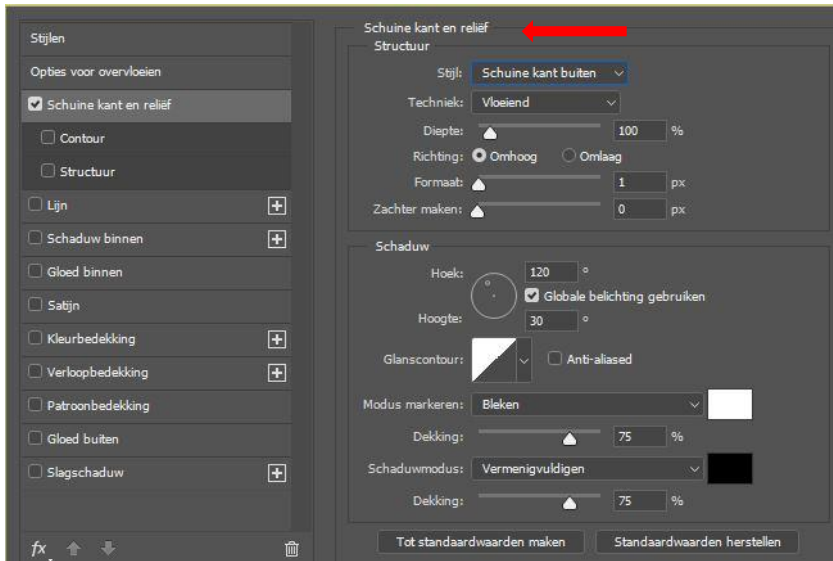 Stijlen
Opties voor overvloeien
Schuine kant en reliëf
Contour
Structuur
Lijn
Schaduw binnen
Gloed binnen
Satijn
Kleurbedekking
Verloopbedekking
Patroonbedekking
Gloed buiten
Slagschaduw
fx
Schuine kant en reliëf
Structuur
Stijl: Schuine kant buiten
Techniek: Vloeiend
Diepte: 100 %
Richting: Omhoog Omlaag
Formaat: 1 px
Zachter maken: 0 px
Schaduw
Hoek: 120 °
Globale belichting gebruiken
Hoogte: 30 °
Glanscontour: Anti-aliased
Modus markeren: Bleken
Dekking: 75 %
Schaduwmodus: Vermenigvuldigen
Dekking: 75 %
Tot standaardwaarden maken Standaardwaarden herstellen